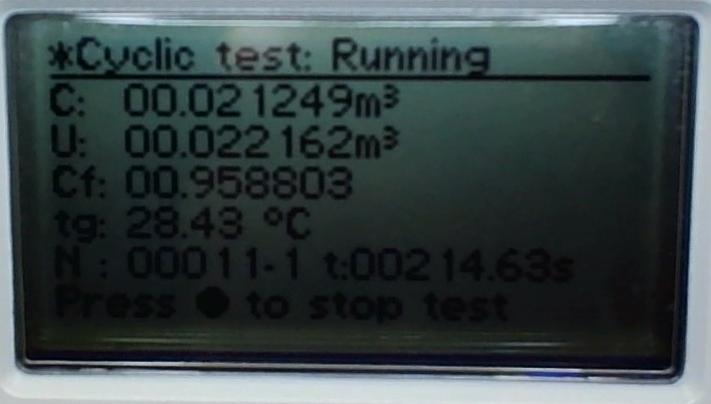 *Cyclic test: Running
C: 00.021249m³
U: 00.022162m³
Cf: 00.958803
tg: 28.43 °C
N : 00011-1 t:00214.63s
Press ● to stop test